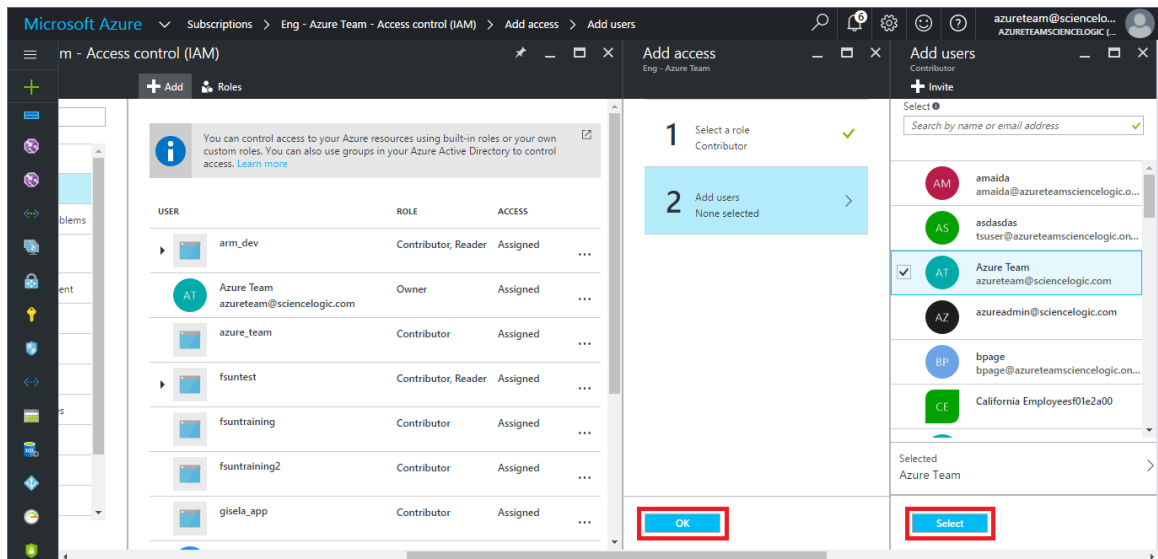 Microsoft Azure Subscriptions > Eng - Azure Team - Access control (IAM) > Add access > Add users
6
azureteam@sciencelo...
AZURETEAMSCIENCELOGIC (...
m - Access control (IAM)
Add
Roles
You can control access to your Azure resources using built-in roles or your own
custom roles. You can also use groups in your Azure Active Directory to control
access. Learn more
blems
ent
es
USER ROLE ACCESS
arm_dev Contributor, Reader Assigned ...
AT Azure Team Owner Assigned ...
azureteam@sciencelogic.com
azure_team Contributor Assigned ...
fsuntest Contributor, Reader Assigned ...
fsuntraining Contributor Assigned ...
fsuntraining2 Contributor Assigned ...
gisela_app Contributor Assigned ...
SQL
Add access
Eng - Azure Team
1 Select a role
Contributor
2 Add users
None selected
OK
Add users
Contributor
Invite
Select
Search by name or email address
AM amaida
amaida@azureteamsciencelogic.o...
AS asdasdas
tsuser@azureteamsciencelogic.on...
AT Azure Team
azureteam@sciencelogic.com
AZ azureadmin@sciencelogic.com
BP bpage
bpage@azureteamsciencelogic.on...
CE California Employeesf01e2a00
Selected
Azure Team
Select